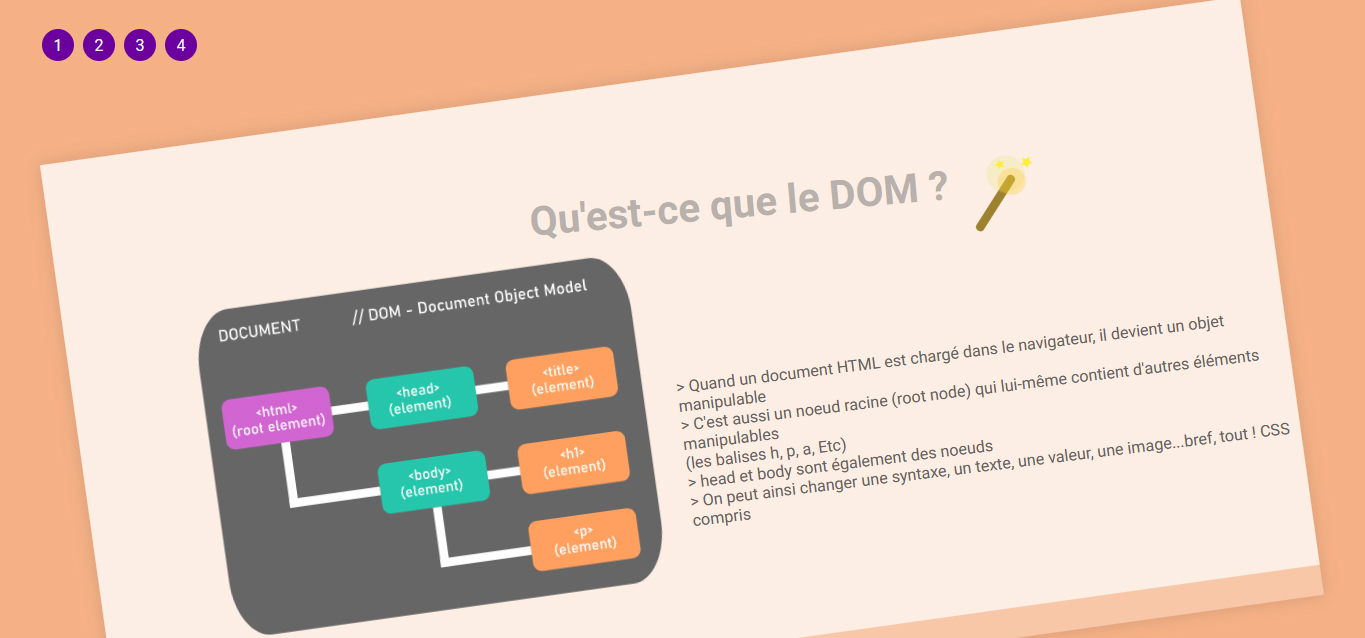 1 2 3 4
Qu'est-ce que le DOM ?
DOCUMENT // DOM - Document Object Model
<html>
(root element)
<head>
(element)
<title>
(element)
<body>
(element)
<h1>
(element)
<p>
(element)
> Quand un document HTML est chargé dans le navigateur, il devient un objet
manipulable
> C'est aussi un noeud racine (root node) qui lui-même contient d'autres éléments
manipulables
(les balises h, p, a, Etc)
> head et body sont également des noeuds
> On peut ainsi changer une syntaxe, un texte, une valeur, une image...bref, tout ! CSS
compris